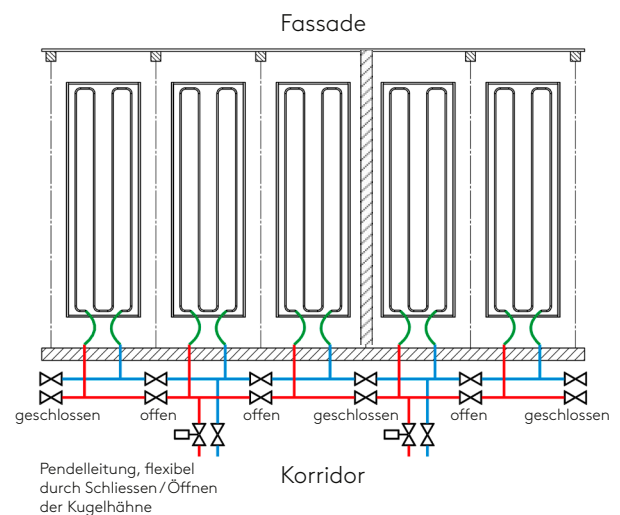 Fassade
geschlossen offen offen geschlossen offen geschlossen
Pendelleitung, flexibel
durch Schliessen / Öffnen
der Kugelhähne
Korridor